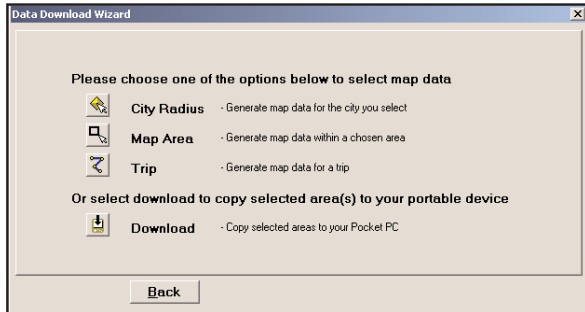 Data Download Wizard
Please choose one of the options below to select map data
City Radius - Generate map data for the city you select
Map Area - Generate map data within a chosen area
Trip - Generate map data for a trip
Or select download to copy selected area(s) to your portable device
Download - Copy selected areas to your Pocket PC
Back